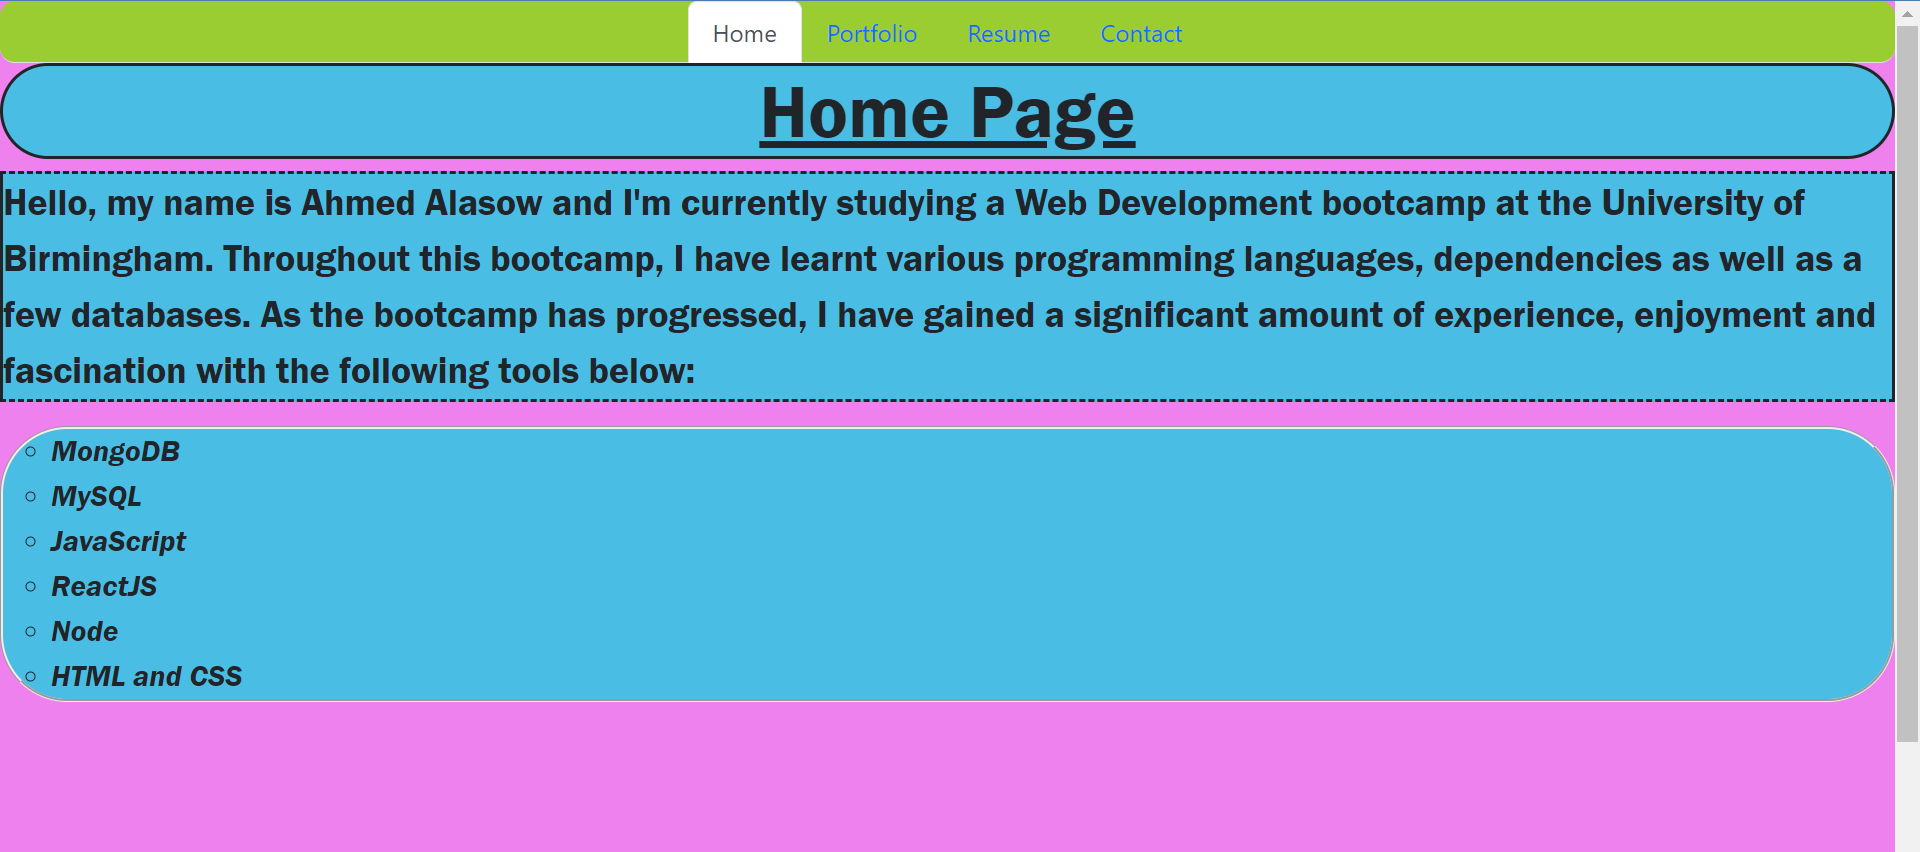 Home Portfolio Resume Contact
Home Page
Hello, my name is Ahmed Alasow and I'm currently studying a Web Development bootcamp at the University of
Birmingham. Throughout this bootcamp, I have learnt various programming languages, dependencies as well as a
few databases. As the bootcamp has progressed, I have gained a significant amount of experience, enjoyment and
fascination with the following tools below:
MongoDB
MySQL
JavaScript
ReactJS
Node
HTML and CSS